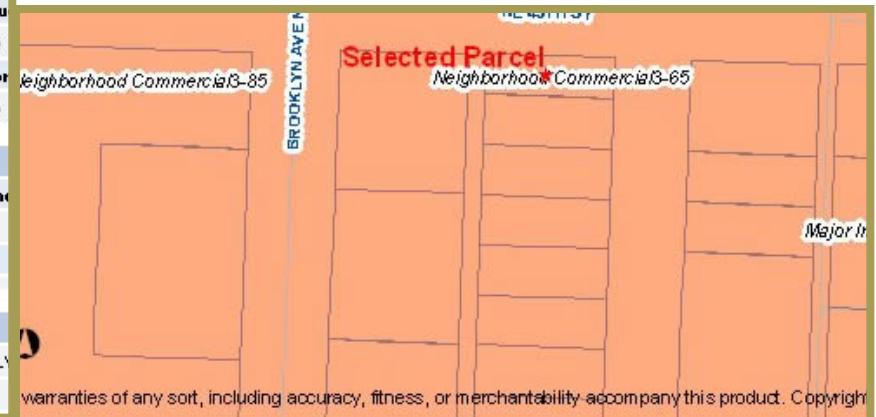 NE 45TH ST
BROOKLYN AVE N
Selected Parcel
Neighborhood Commercial3-85
Neighborhood Commercial3-65
Major In
warranties of any sort, including accuracy, fitness, or merchantability accompany this product. Copyright